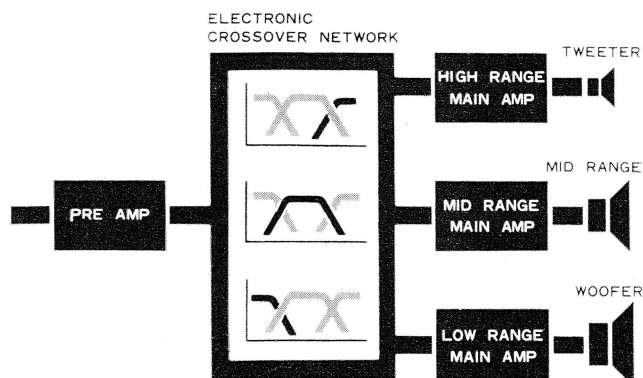 ELECTRONIC
CROSSOVER NETWORK
TWEETER
HIGH RANGE
MAIN AMP
MID RANGE
PRE AMP
MID RANGE
MAIN AMP
WOOFER
LOW RANGE
MAIN AMP